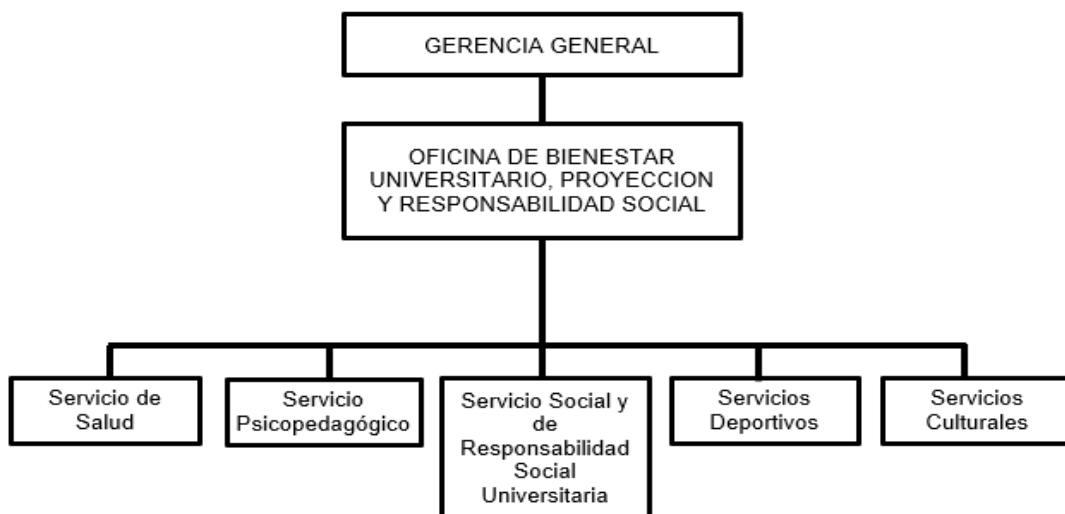 GERENCIA GENERAL
OFICINA DE BIENESTAR
UNIVERSITARIO, PROYECCION
Y RESPONSABILIDAD SOCIAL
Servicio de
Salud
Servicio
Psicopedagógico
Servicio Social y
de
Responsabilidad
Social
Universitaria
Servicios
Deportivos
Servicios
Culturales